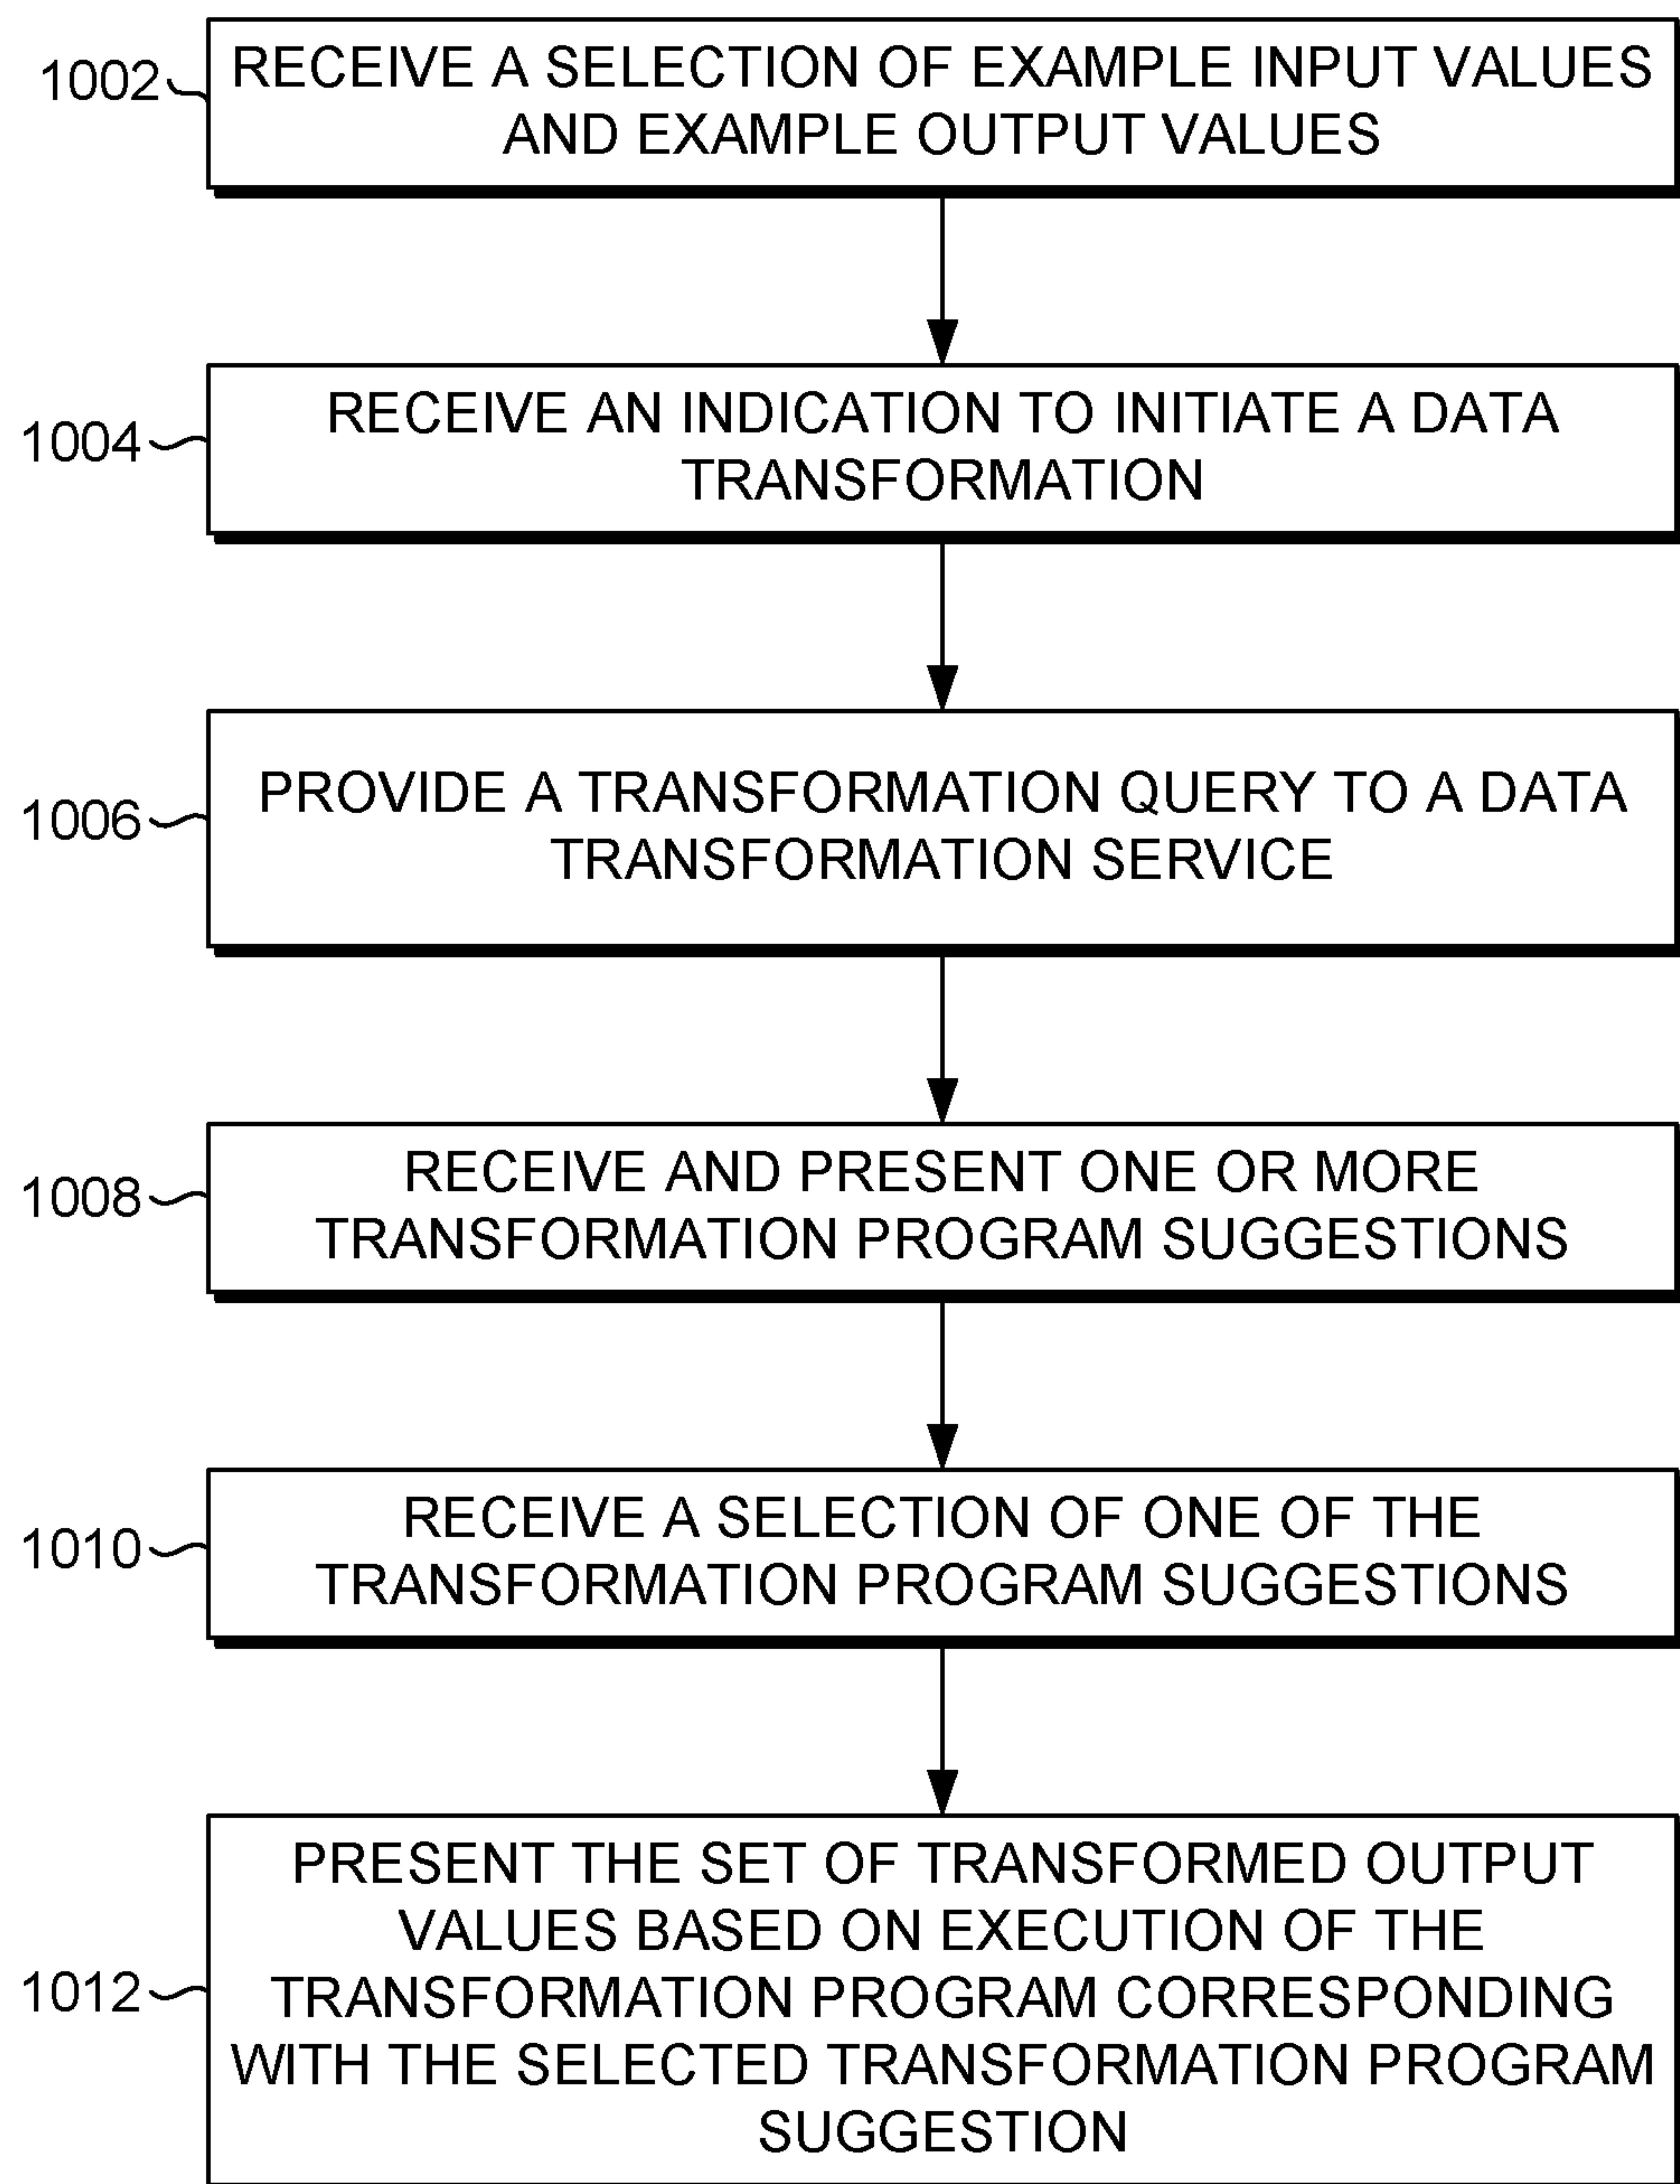 1002
RECEIVE A SELECTION OF EXAMPLE INPUT VALUES
AND EXAMPLE OUTPUT VALUES
1004
RECEIVE AN INDICATION TO INITIATE A DATA
TRANSFORMATION
1006
PROVIDE A TRANSFORMATION QUERY TO A DATA
TRANSFORMATION SERVICE
1008
RECEIVE AND PRESENT ONE OR MORE
TRANSFORMATION PROGRAM SUGGESTIONS
1010
RECEIVE A SELECTION OF ONE OF THE
TRANSFORMATION PROGRAM SUGGESTIONS
1012
PRESENT THE SET OF TRANSFORMED OUTPUT
VALUES BASED ON EXECUTION OF THE
TRANSFORMATION PROGRAM CORRESPONDING
WITH THE SELECTED TRANSFORMATION PROGRAM
SUGGESTION